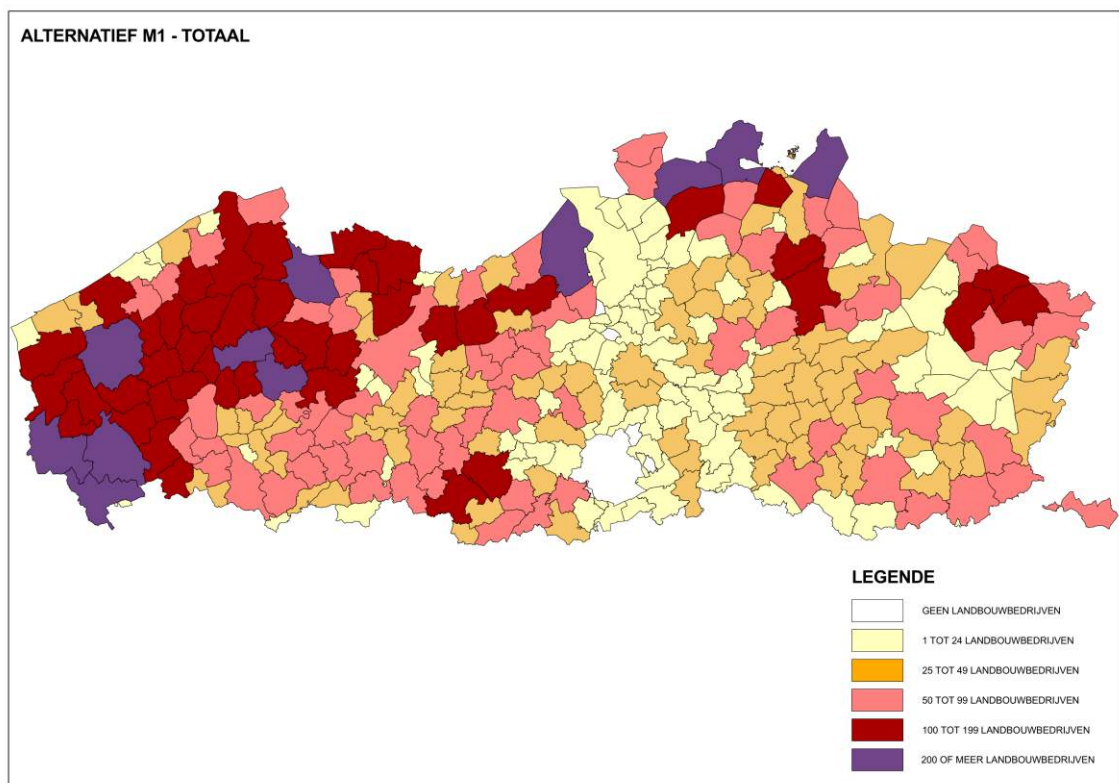 ALTERNATIEF M1 - TOTAAL
LEGENDE
GEEN LANDBOUWBEDRIJVEN
1 TOT 24 LANDBOUWBEDRIJVEN
25 TOT 49 LANDBOUWBEDRIJVEN
50 TOT 99 LANDBOUWBEDRIJVEN
100 TOT 199 LANDBOUWBEDRIJVEN
200 OF MEER LANDBOUWBEDRIJVEN